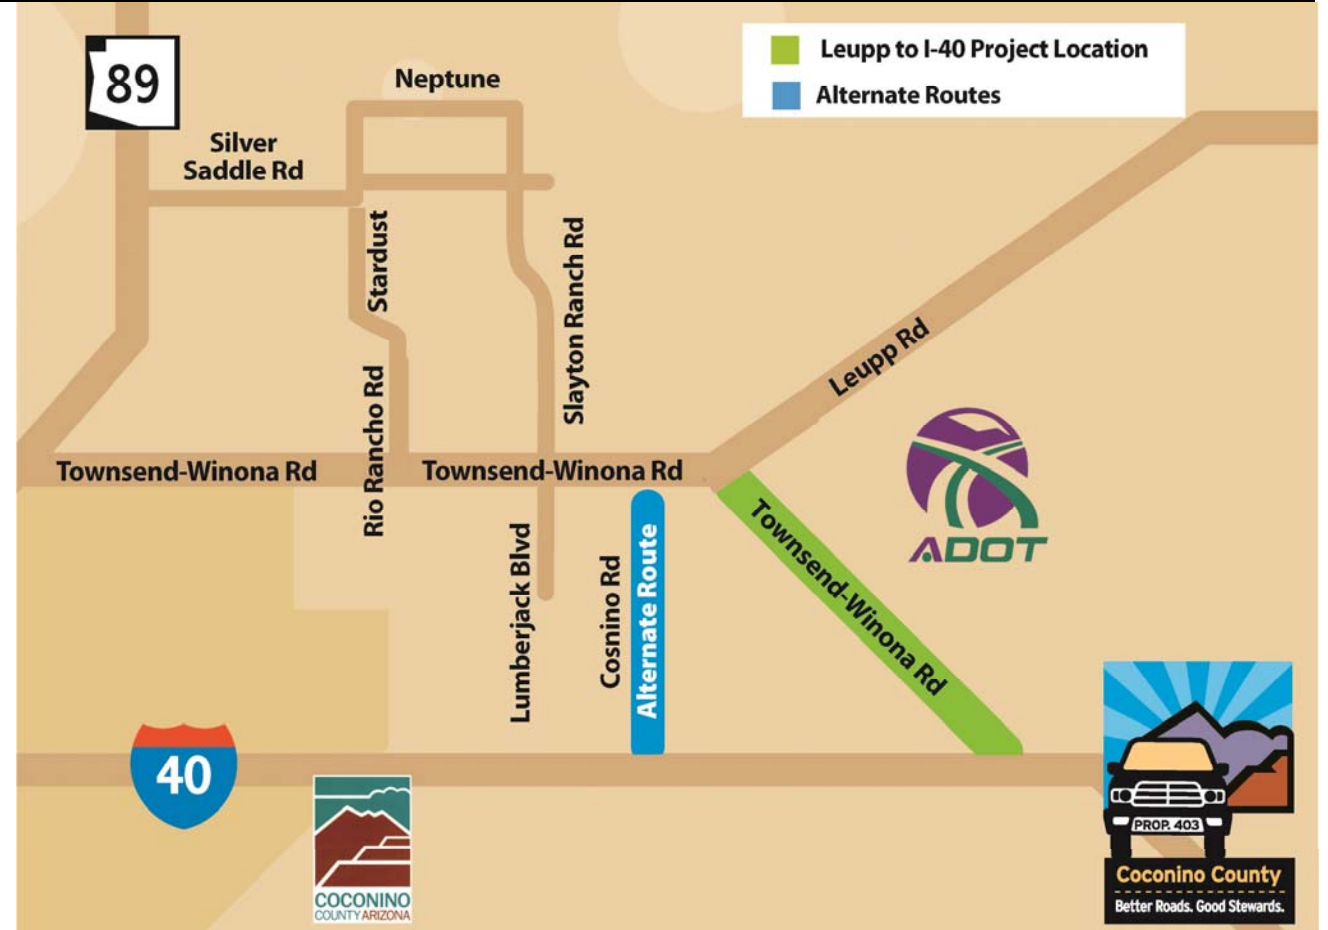 89
Neptune
Leupp to I-40 Project Location
Alternate Routes
Silver
Saddle Rd
Stardust
Slayton Ranch Rd
Leupp Rd
Rio Rancho Rd
Townsend-Winona Rd
Townsend-Winona Rd
ADOT
Townsend-Winona Rd
Lumberjack Blvd
Cosnino Rd
Alternate Route
40
COCONINO
COUNTY ARIZONA
PROP. 403
Coconino County
Better Roads. Good Stewards.